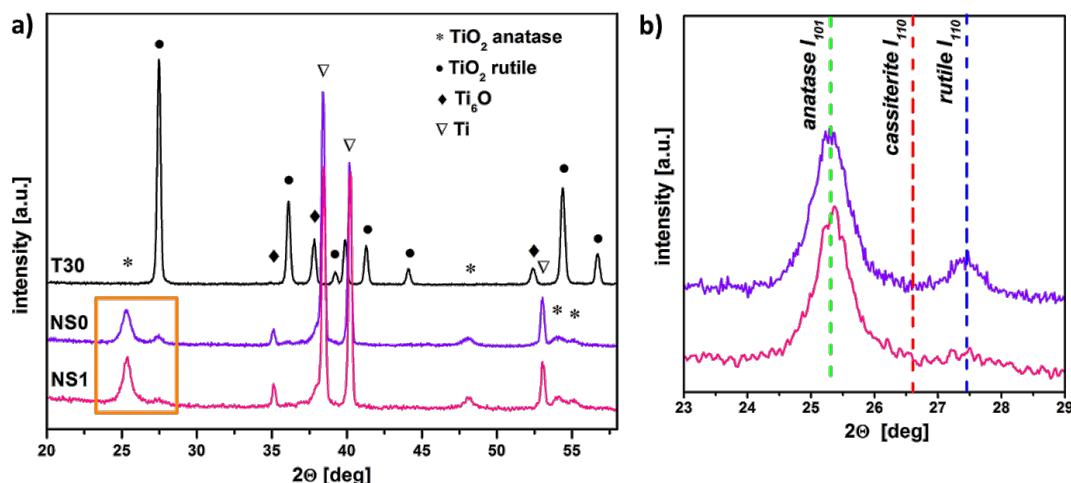 a)
* TiO₂ anatase
● TiO₂ rutile
♦ Ti₆O
▽ Ti
T30
NS0
NS1
intensity [a.u.]
20 25 30 35 40 45 50 55
2Θ [deg]
b)
anatase I₁₀₁
cassiterite I₁₁₀
rutile I₁₁₀
intensity [a.u.]
23 24 25 26 27 28 29
2Θ [deg]